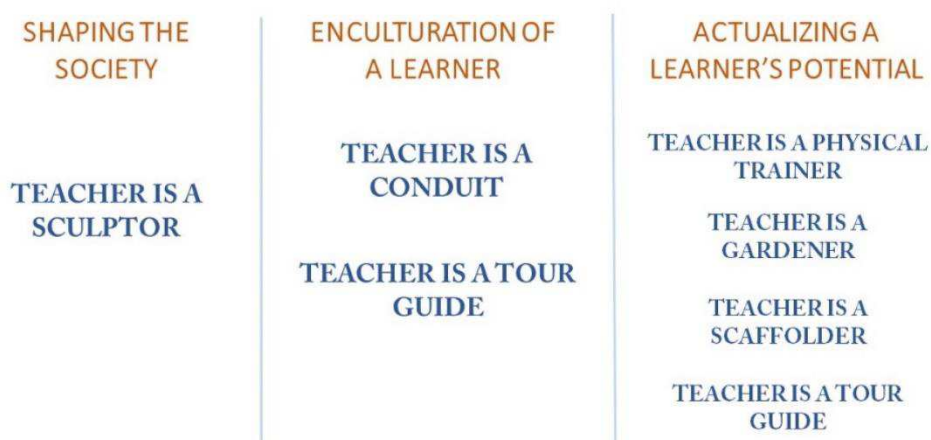 SHAPING THE
SOCIETY
TEACHER IS A
SCULPTOR
ENCULTURATION OF
A LEARNER
TEACHER IS A
CONDUIT
TEACHER IS A TOUR
GUIDE
ACTUALIZING A
LEARNER'S POTENTIAL
TEACHER IS A PHYSICAL
TRAINER
TEACHER IS A
GARDENER
TEACHER IS A
SCAFFOLDER
TEACHER IS A TOUR
GUIDE